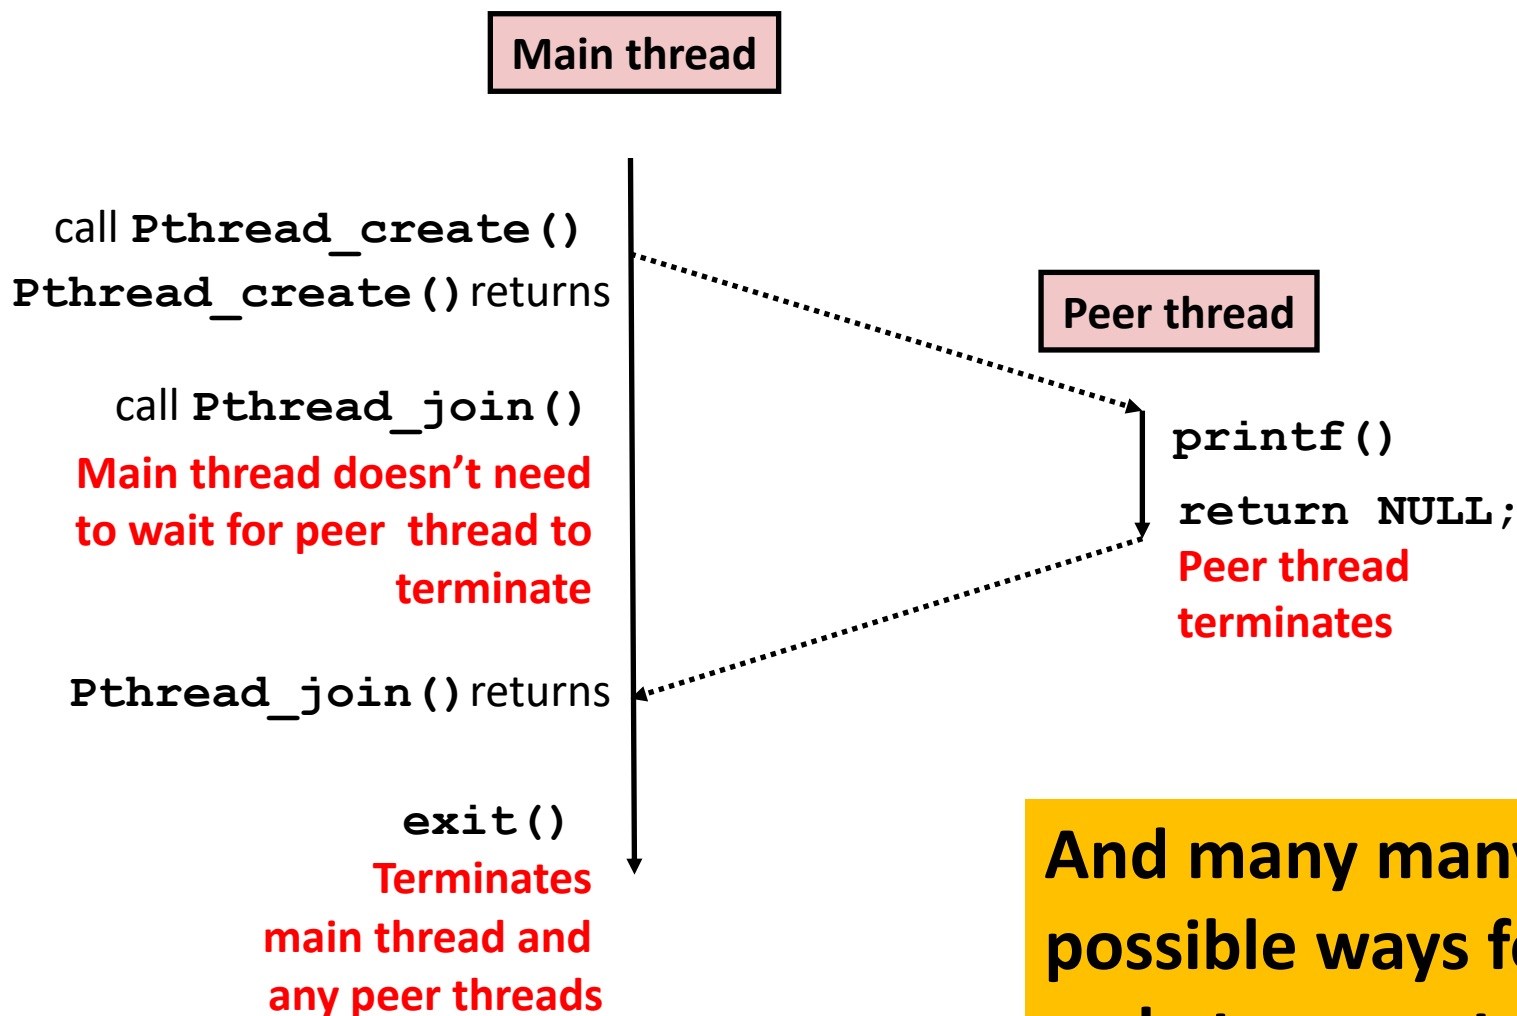 Main thread
call Pthread_create()
Pthread_create() returns
Peer thread
call Pthread_join()
Main thread doesn't need
to wait for peer  thread to
terminate
printf()
return NULL;
Peer thread
terminates
Pthread_join() returns
exit()
Terminates
main thread and
any peer threads
And many many
possible ways